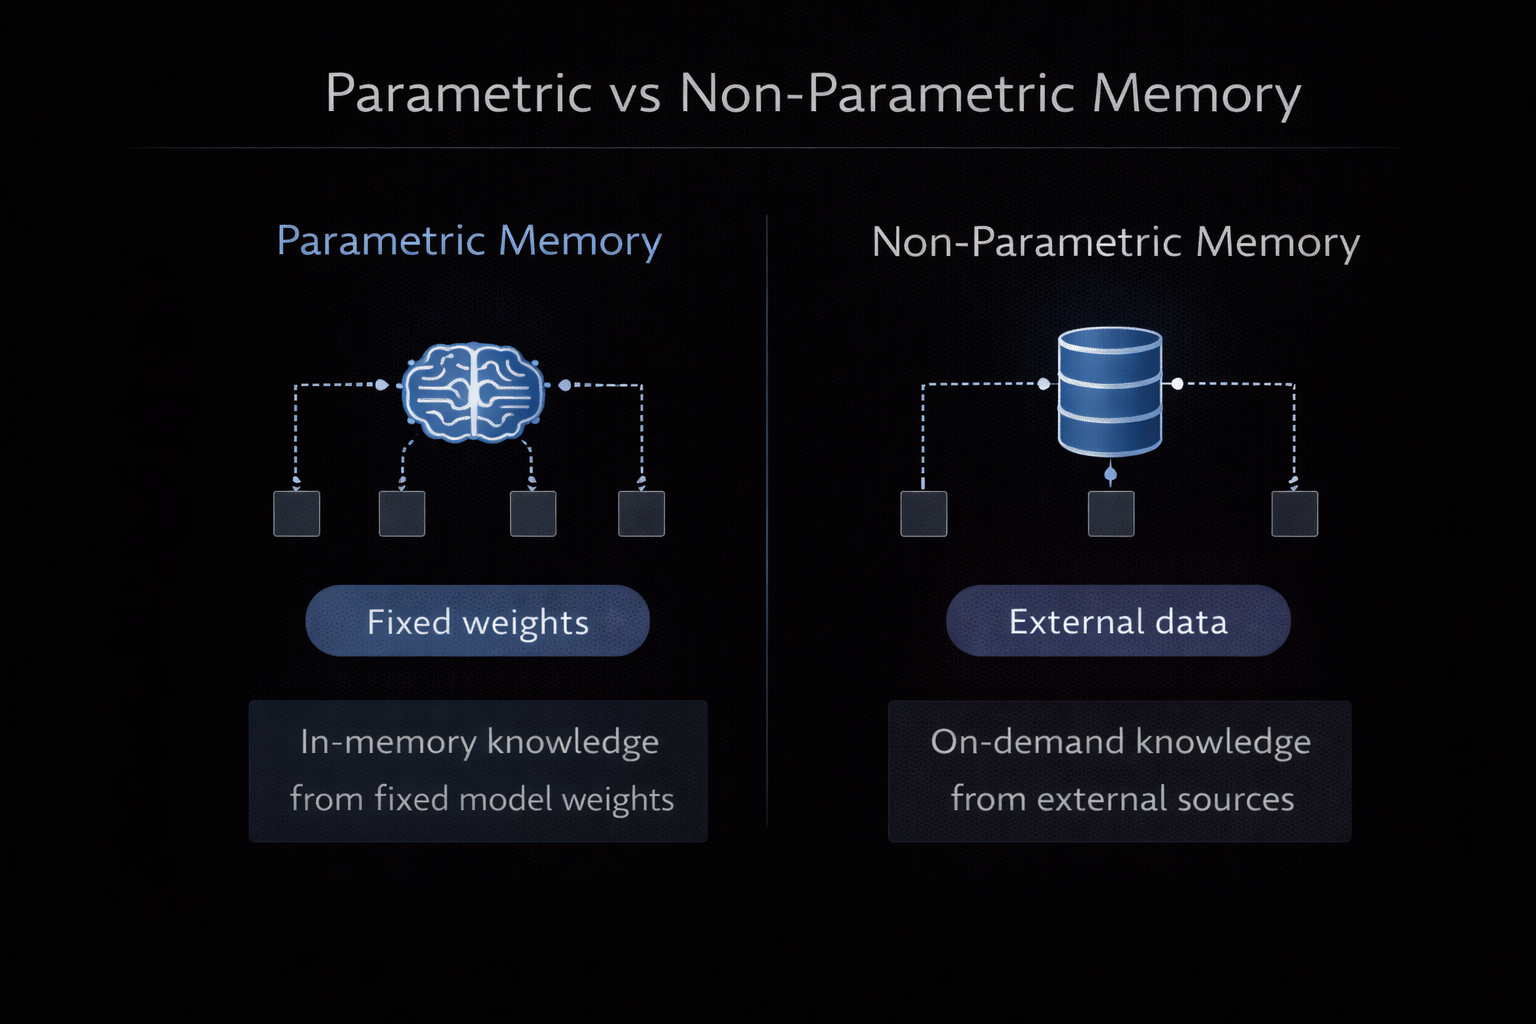 Parametric vs Non-Parametric Memory
Parametric Memory
Fixed weights
In-memory knowledge
from fixed model weights
Non-Parametric Memory
External data
On-demand knowledge
from external sources